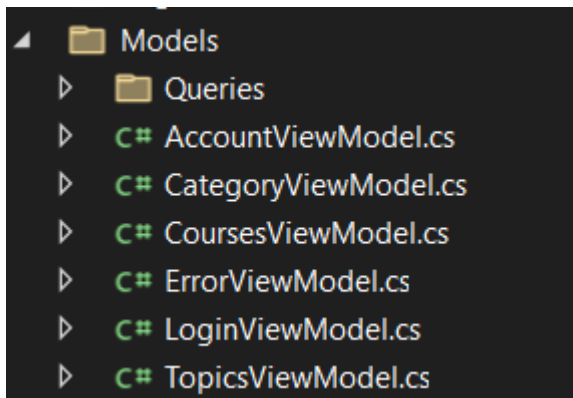 Models
Queries
C# AccountViewModel.cs
C# CategoryViewModel.cs
C# CoursesViewModel.cs
C# ErrorViewModel.cs
C# LoginViewModel.cs
C# TopicsViewModel.cs